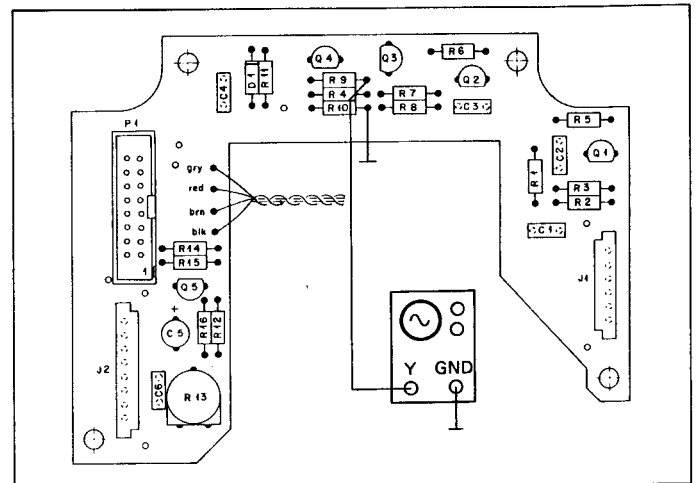 Q4
Q3
R6
D1
R11
R9
Q2
C4
R4
R7
R10
R8
C3
P1
R5
gry
C2
Q1
red
R1
R3
brn
R2
blk
C1
R14
R15
1
J1
Q5
+
C5
R16
R12
J2
Y
GND
C6
R13